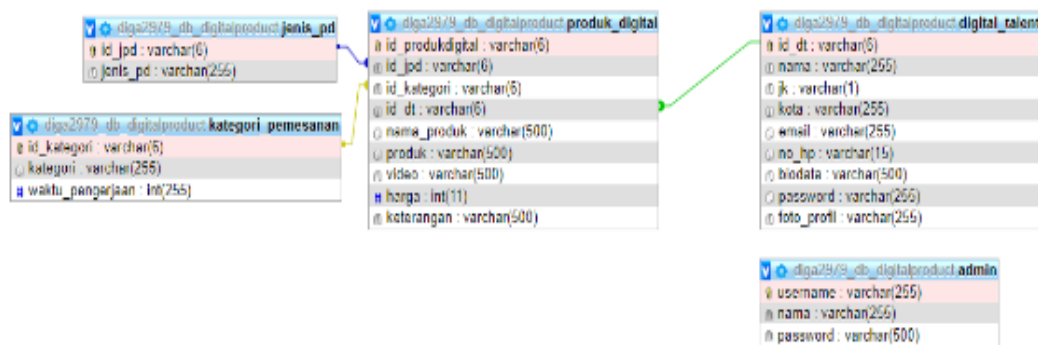 diga2979_db_digitalproduct jenis_pd
id_jpd : varchar(6)
jenis_pd : varchar(255)
diga2979_db_digitalproduct kategori_pemesanan
id_kategori : varchar(6)
kategori : varchar(255)
# waktu_pengerjaan : int(255)
diga2979_db_digitalproduct produk_digital
id_produkdigital : varchar(6)
id_jpd : varchar(6)
id_kategori : varchar(6)
id_dt : varchar(6)
nama_produk : varchar(500)
produk : varchar(500)
video : varchar(500)
# harga : int(11)
keterangan : varchar(500)
diga2979_db_digitalproduct digital_talent
id_dt : varchar(6)
nama : varchar(255)
jk : varchar(1)
kota : varchar(255)
email : varchar(255)
no_hp : varchar(15)
biodata : varchar(500)
password : varchar(255)
foto_profil : varchar(255)
diga2979_db_digitalproduct admin
username : varchar(255)
nama : varchar(255)
password : varchar(500)